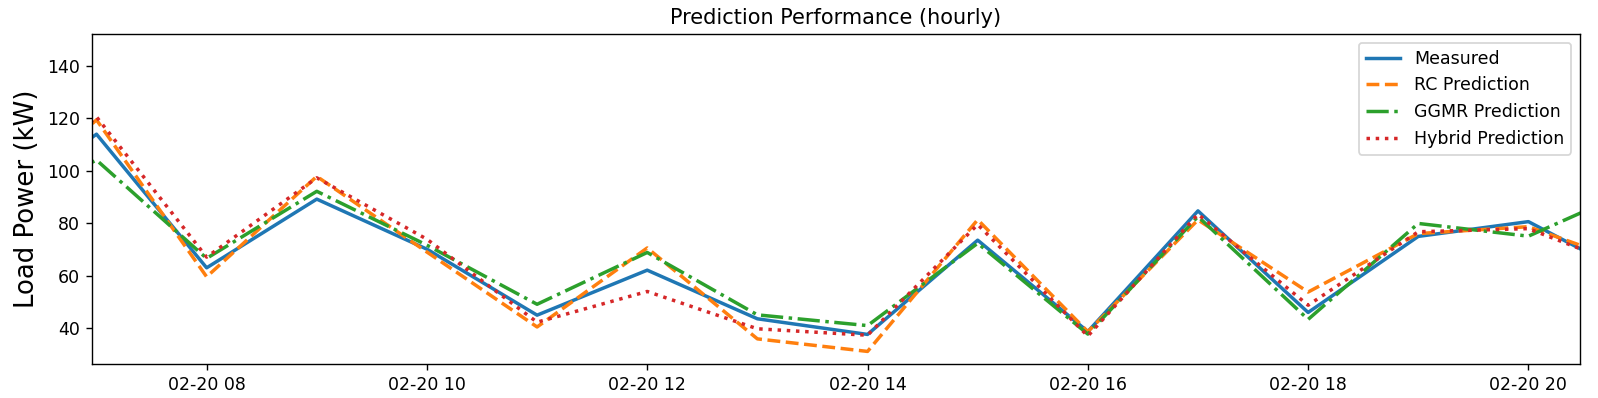 Prediction Performance (hourly)
Load Power (kW)
140
120
100
80
60
40
Measured
RC Prediction
GGMR Prediction
Hybrid Prediction
02-20 08
02-20 10
02-20 12
02-20 14
02-20 16
02-20 18
02-20 20